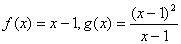 f(x) = x − 1, g(x) = (x − 1)² / (x − 1)